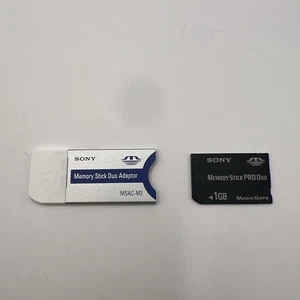 SONY
Memory Stick Duo Adaptor
MSAC-M2
SONY
MEMORY STICK PRO DUO
1GB
MAGICGATE